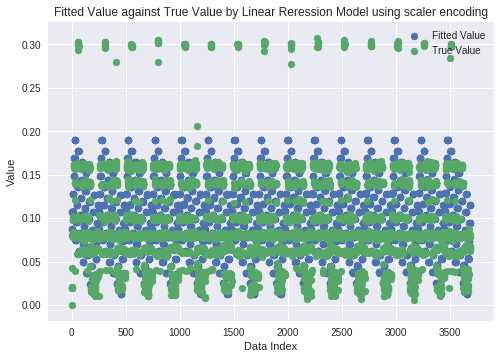 Fitted Value against True Value by Linear Reression Model using scaler encoding
Fitted Value
True Value
0.30
0.25
0.20
0.15
0.10
0.05
0.00
Value
0 500 1000 1500 2000 2500 3000 3500
Data Index